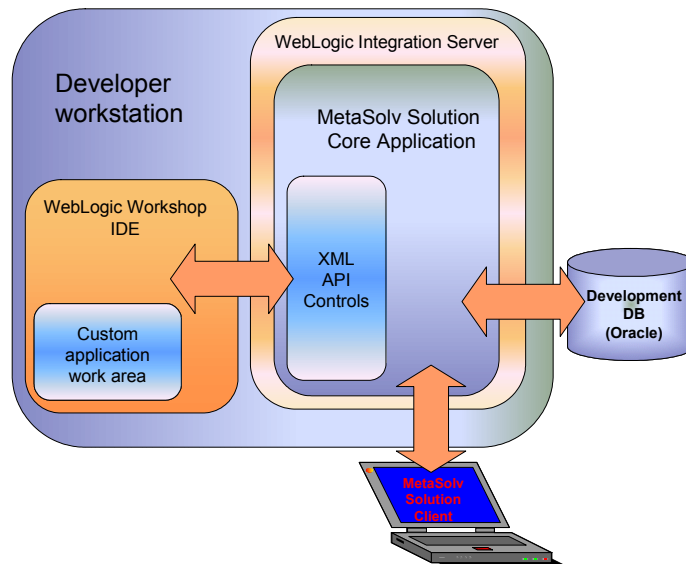 WebLogic Integration Server
Developer
workstation
MetaSolv Solution
Core Application
WebLogic Workshop
IDE
XML
API
Controls
Development
DB
(Oracle)
Custom
application
work area
MetaSolv
Solution
Client